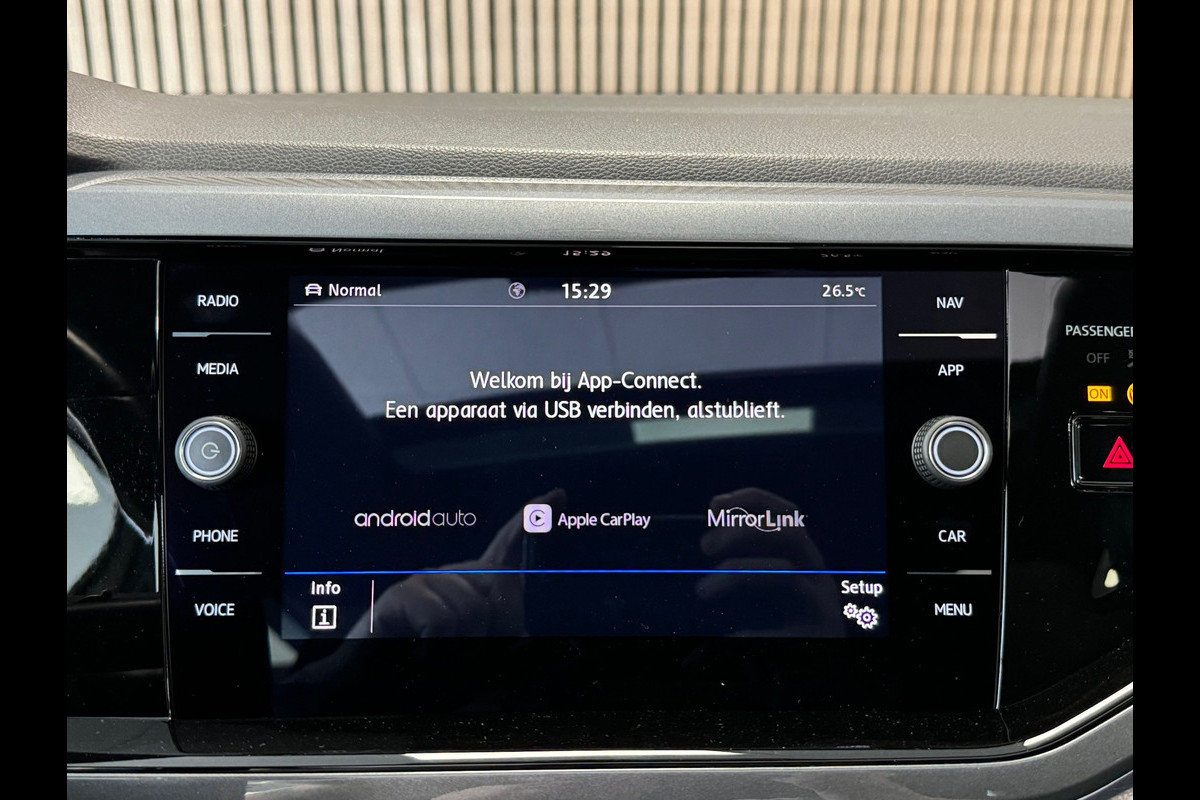 RADIO
MEDIA
PHONE
VOICE
Normal
15:29
26.5°C
Welkom bij App-Connect.
Een apparaat via USB verbinden, alstublieft.
androidauto
Apple CarPlay
MirrorLink
Info
Setup
NAV
APP
CAR
MENU
OFF
ON